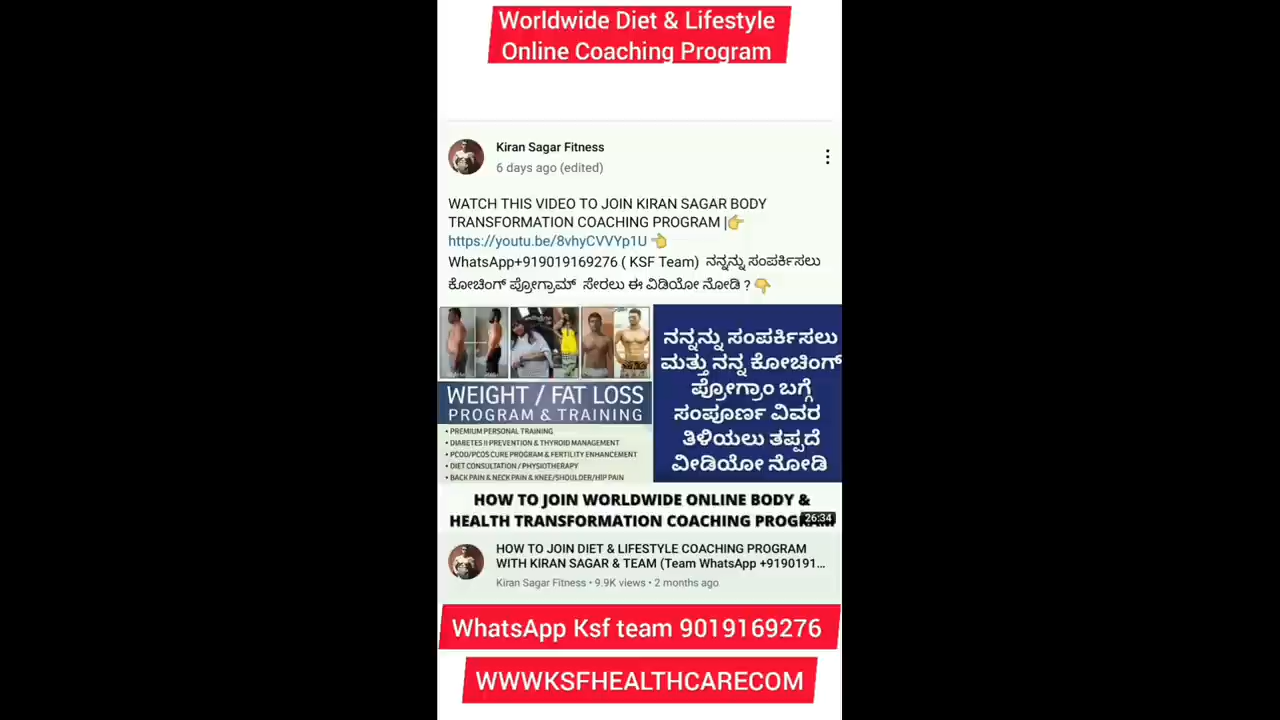 Worldwide Diet & Lifestyle
Online Coaching Program
Kiran Sagar Fitness
6 days ago (edited)
WATCH THIS VIDEO TO JOIN KIRAN SAGAR BODY
TRANSFORMATION COACHING PROGRAM |👉
https://youtu.be/8vhyCVVYp1U 👈
WhatsApp+919019169276 ( KSF Team) ನನ್ನನ್ನು ಸಂಪರ್ಕಿಸಲು
ಕೋಚಿಂಗ್ ಪ್ರೋಗ್ರಾಮ್ ಸೇರಲು ಈ ವಿಡಿಯೋ ನೋಡಿ ? 👇
WEIGHT / FAT LOSS
PROGRAM & TRAINING
• PREMIUM PERSONAL TRAINING
• DIABETES II PREVENTION & THYROID MANAGEMENT
• PCOD/PCOS CURE PROGRAM & FERTILITY ENHANCEMENT
• DIET CONSULTATION / PHYSIOTHERAPY
• BACK PAIN & NECK PAIN & KNEE/SHOULDER/HIP PAIN
ನನ್ನನ್ನು ಸಂಪರ್ಕಿಸಲು
ಮತ್ತು ನನ್ನ ಕೋಚಿಂಗ್
ಪ್ರೋಗ್ರಾಂ ಬಗ್ಗೆ
ಸಂಪೂರ್ಣ ವಿವರ
ತಿಳಿಯಲು ತಪ್ಪದೆ
ವೀಡಿಯೋ ನೋಡಿ
HOW TO JOIN WORLDWIDE ONLINE BODY &
HEALTH TRANSFORMATION COACHING PROGRAM
26:34
HOW TO JOIN DIET & LIFESTYLE COACHING PROGRAM
WITH KIRAN SAGAR & TEAM (Team WhatsApp +9190191...
Kiran Sagar Fitness • 9.9K views • 2 months ago
WhatsApp Ksf team 9019169276
WWWKSFHEALTHCARECOM